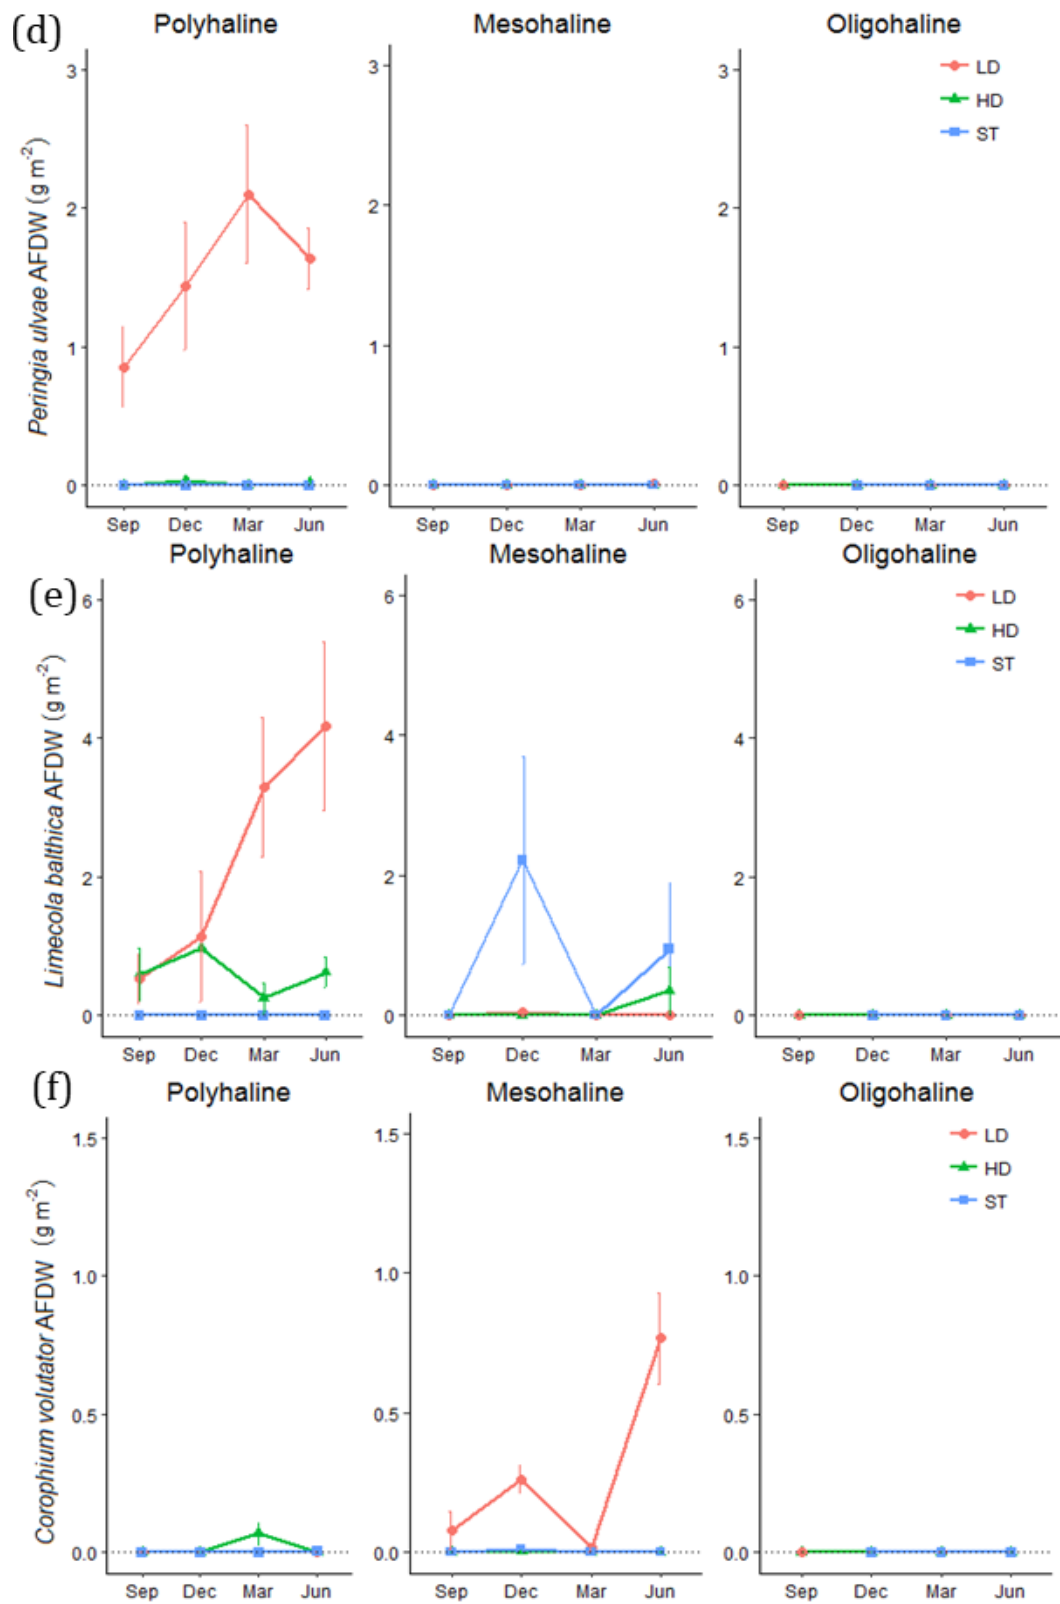 (d)
Polyhaline Mesohaline Oligohaline
Peringia ulvae AFDW (g m⁻²)
3
2
1
0
3
2
1
0
3
2
1
0
LD
HD
ST
Sep Dec Mar Jun
Sep Dec Mar Jun
Sep Dec Mar Jun
(e)
Polyhaline Mesohaline Oligohaline
Limecola balthica AFDW (g m⁻²)
6
4
2
0
6
4
2
0
6
4
2
0
LD
HD
ST
Sep Dec Mar Jun
Sep Dec Mar Jun
Sep Dec Mar Jun
(f)
Polyhaline Mesohaline Oligohaline
Corophium volutator AFDW (g m⁻²)
1.5
1.0
0.5
0.0
1.5
1.0
0.5
0.0
1.5
1.0
0.5
0.0
LD
HD
ST
Sep Dec Mar Jun
Sep Dec Mar Jun
Sep Dec Mar Jun